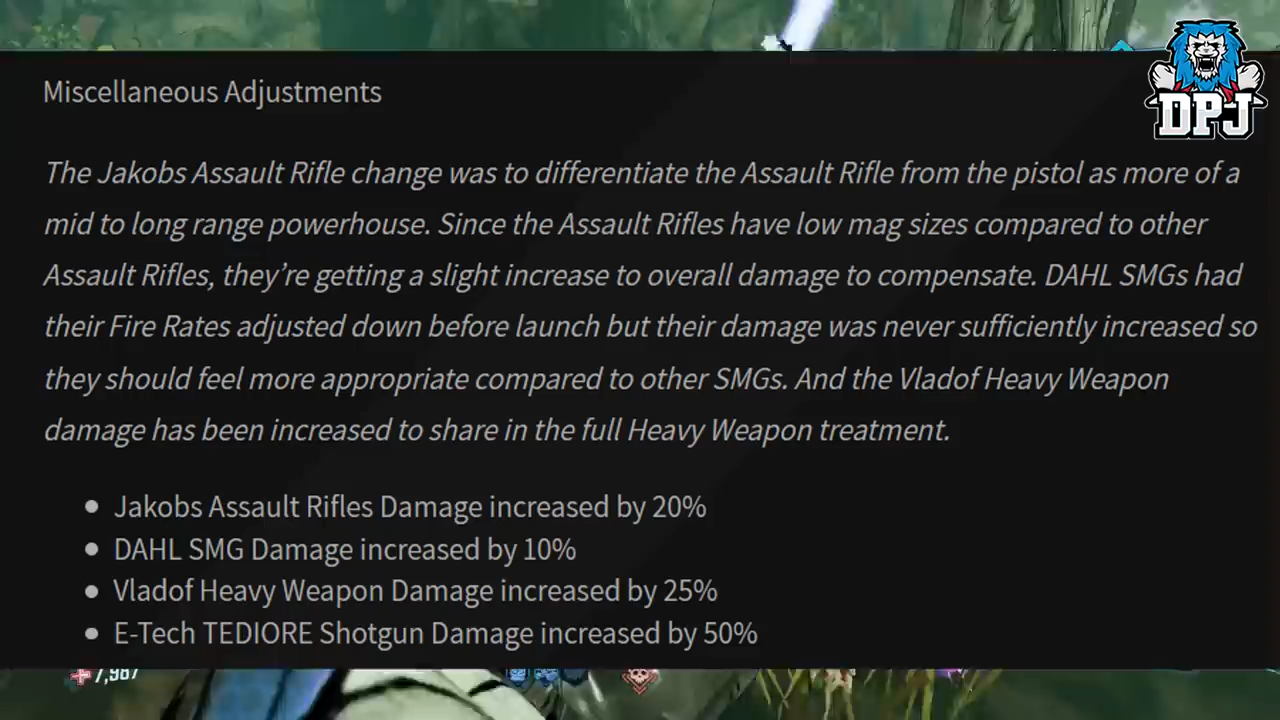 DPJ
Miscellaneous Adjustments
The Jakobs Assault Rifle change was to differentiate the Assault Rifle from the pistol as more of a
mid to long range powerhouse. Since the Assault Rifles have low mag sizes compared to other
Assault Rifles, they’re getting a slight increase to overall damage to compensate. DAHL SMGs had
their Fire Rates adjusted down before launch but their damage was never sufficiently increased so
they should feel more appropriate compared to other SMGs. And the Vladof Heavy Weapon
damage has been increased to share in the full Heavy Weapon treatment.
● Jakobs Assault Rifles Damage increased by 20%
● DAHL SMG Damage increased by 10%
● Vladof Heavy Weapon Damage increased by 25%
● E-Tech TEDIORE Shotgun Damage increased by 50%
7,987